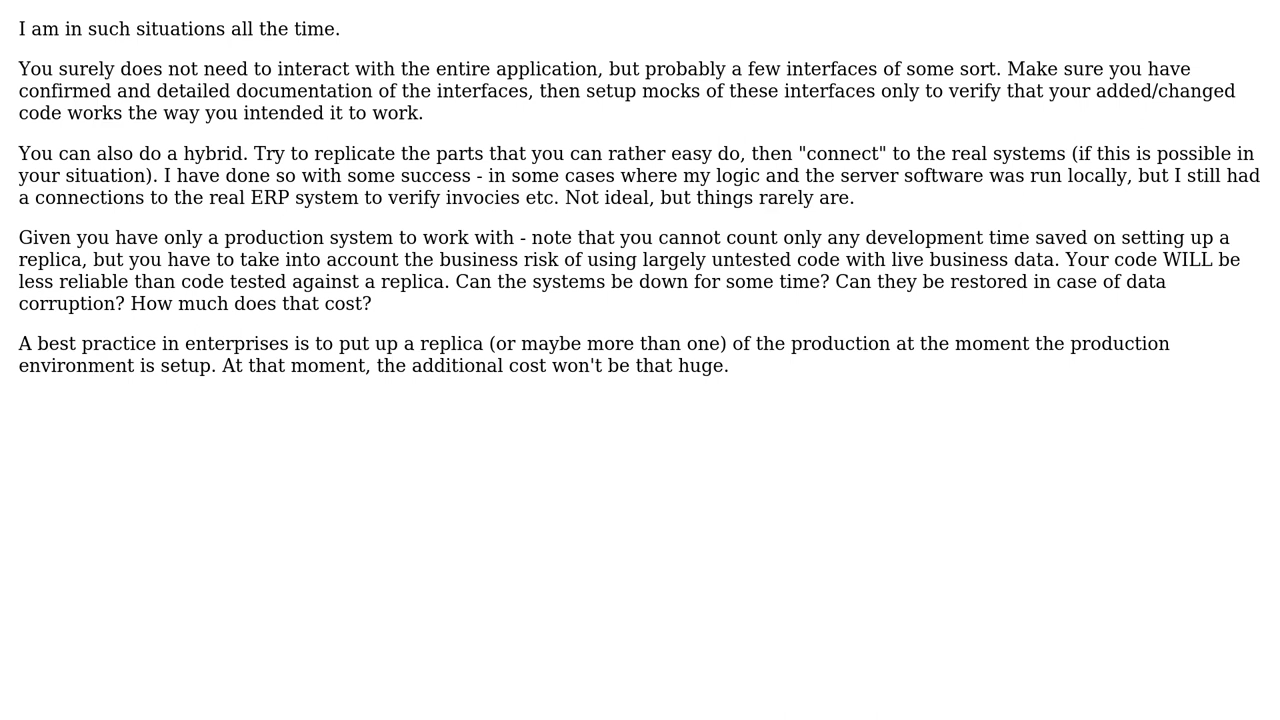 I am in such situations all the time.
You surely does not need to interact with the entire application, but probably a few interfaces of some sort. Make sure you have
confirmed and detailed documentation of the interfaces, then setup mocks of these interfaces only to verify that your added/changed
code works the way you intended it to work.
You can also do a hybrid. Try to replicate the parts that you can rather easy do, then "connect" to the real systems (if this is possible in
your situation). I have done so with some success - in some cases where my logic and the server software was run locally, but I still had
a connections to the real ERP system to verify invocies etc. Not ideal, but things rarely are.
Given you have only a production system to work with - note that you cannot count only any development time saved on setting up a
replica, but you have to take into account the business risk of using largely untested code with live business data. Your code WILL be
less reliable than code tested against a replica. Can the systems be down for some time? Can they be restored in case of data
corruption? How much does that cost?
A best practice in enterprises is to put up a replica (or maybe more than one) of the production at the moment the production
environment is setup. At that moment, the additional cost won't be that huge.